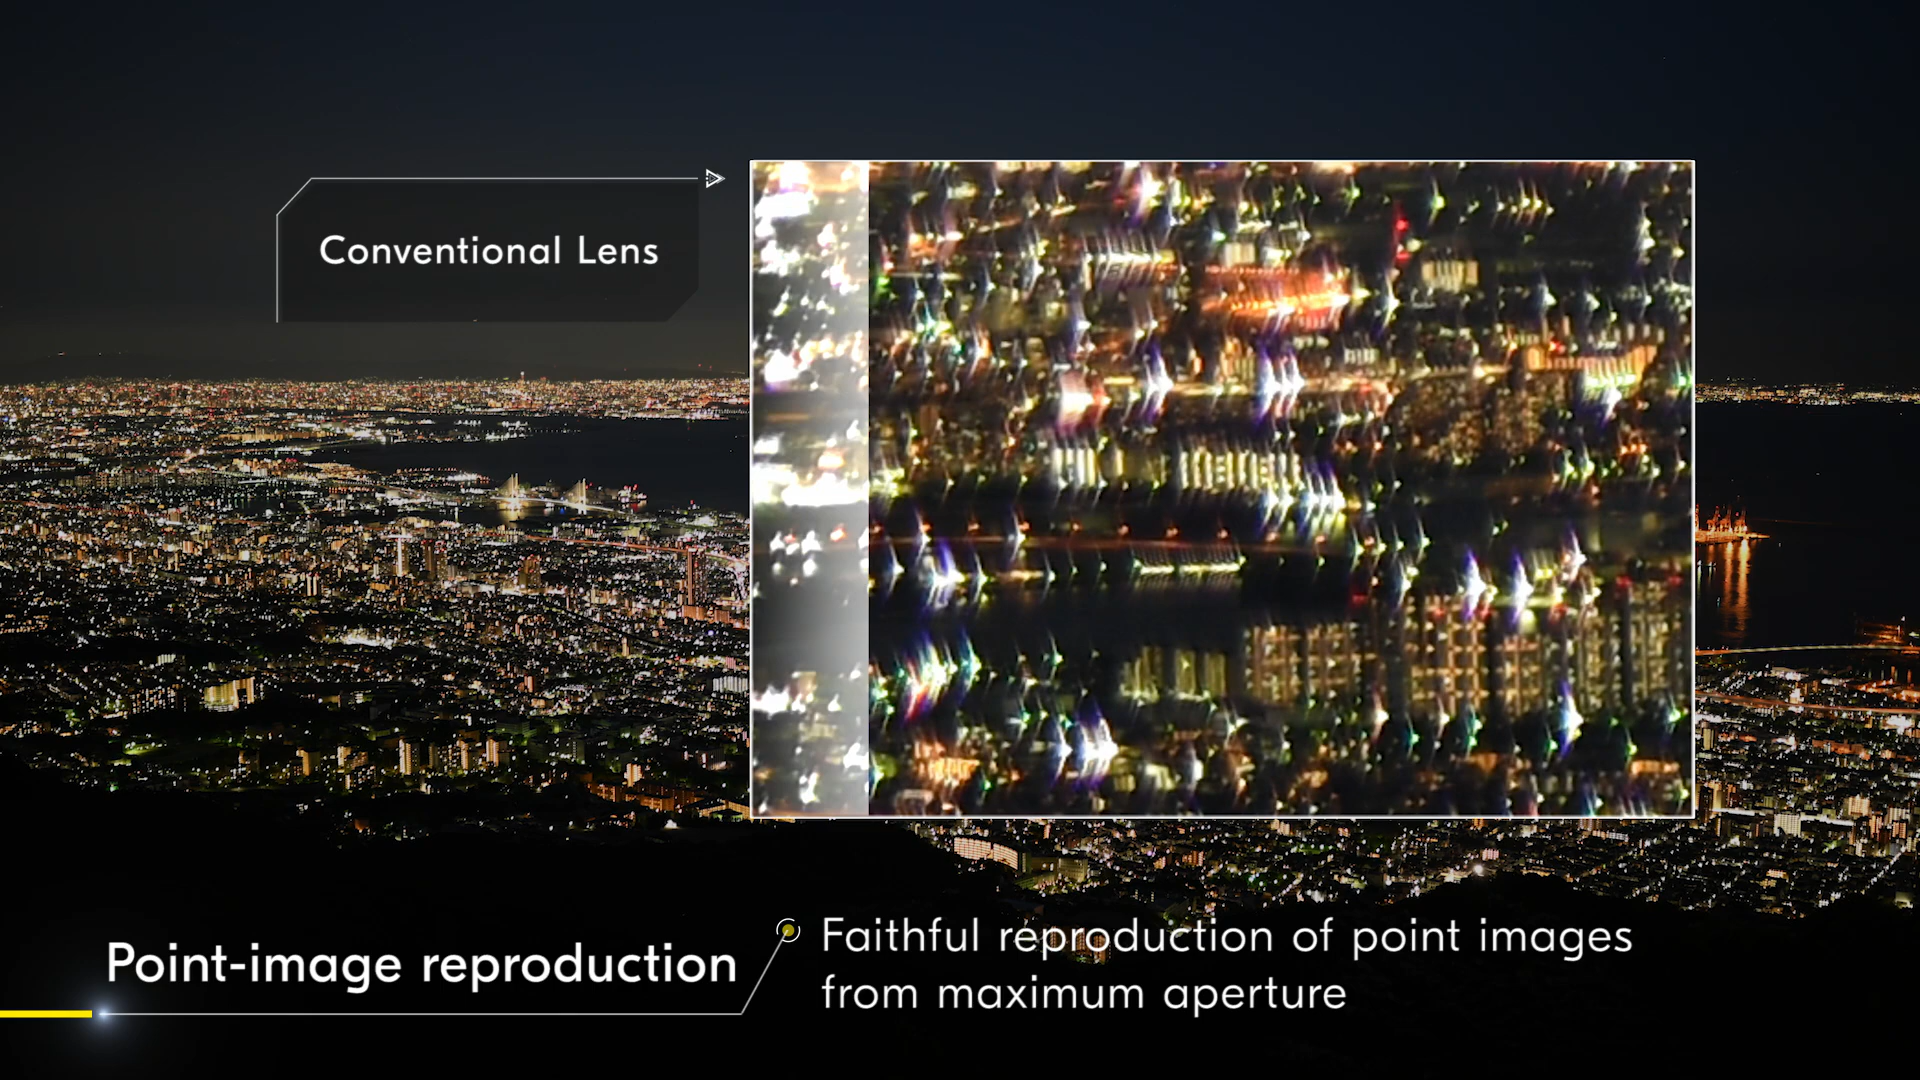 Conventional Lens
Point-image reproduction
Faithful reproduction of point images
from maximum aperture